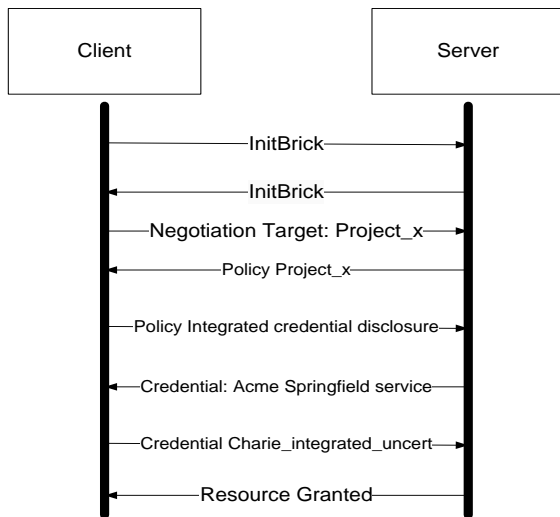 Client
Server
InitBrick
InitBrick
Negotiation Target: Project_x
Policy Project_x
Policy Integrated credential disclosure
Credential: Acme Springfield service
Credential Charie_integrated_uncert
Resource Granted